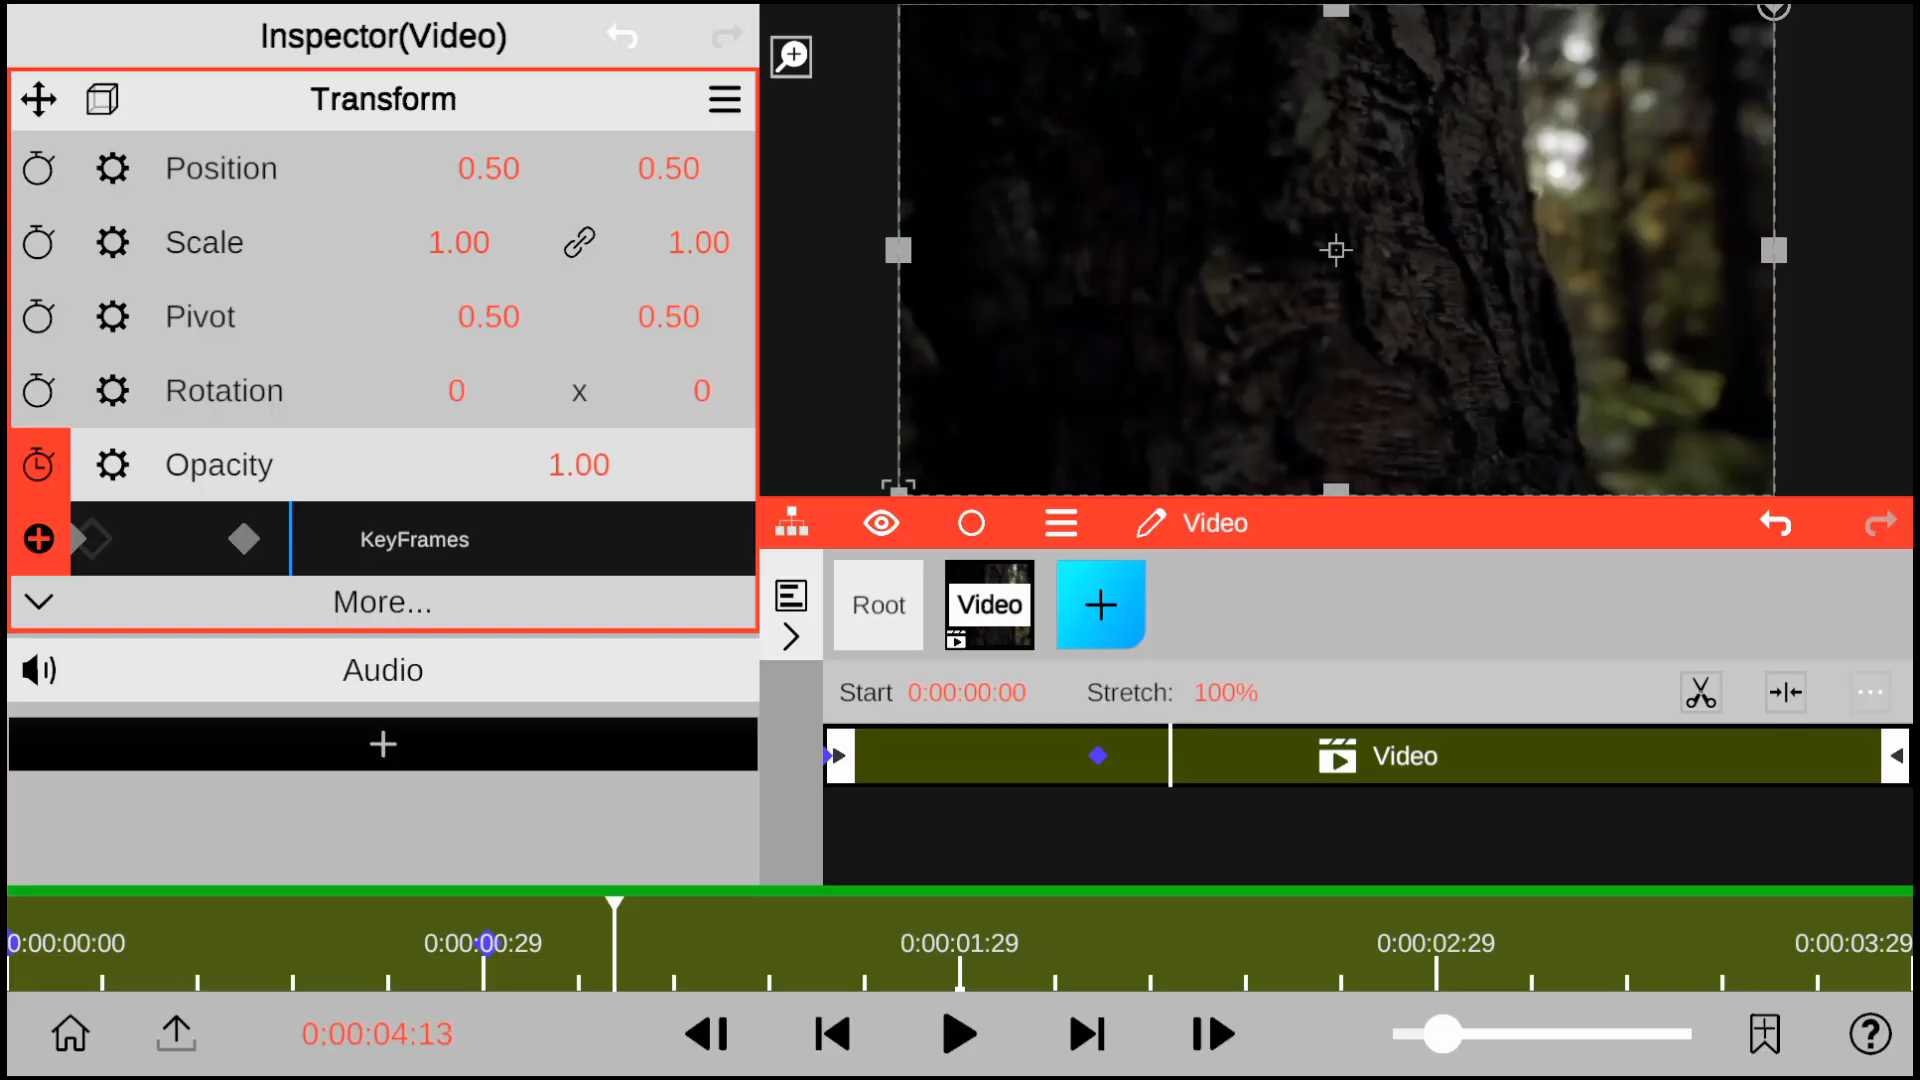 Inspector(Video)
Transform
Position 0.50 0.50
Scale 1.00 1.00
Pivot 0.50 0.50
Rotation 0 x 0
Opacity 1.00
KeyFrames
More...
Audio
Video
Root
Video
Start 0:00:00:00 Stretch: 100%
Video
0:00:00:00 0:00:00:29 0:00:01:29 0:00:02:29 0:00:03:29
0:00:04:13